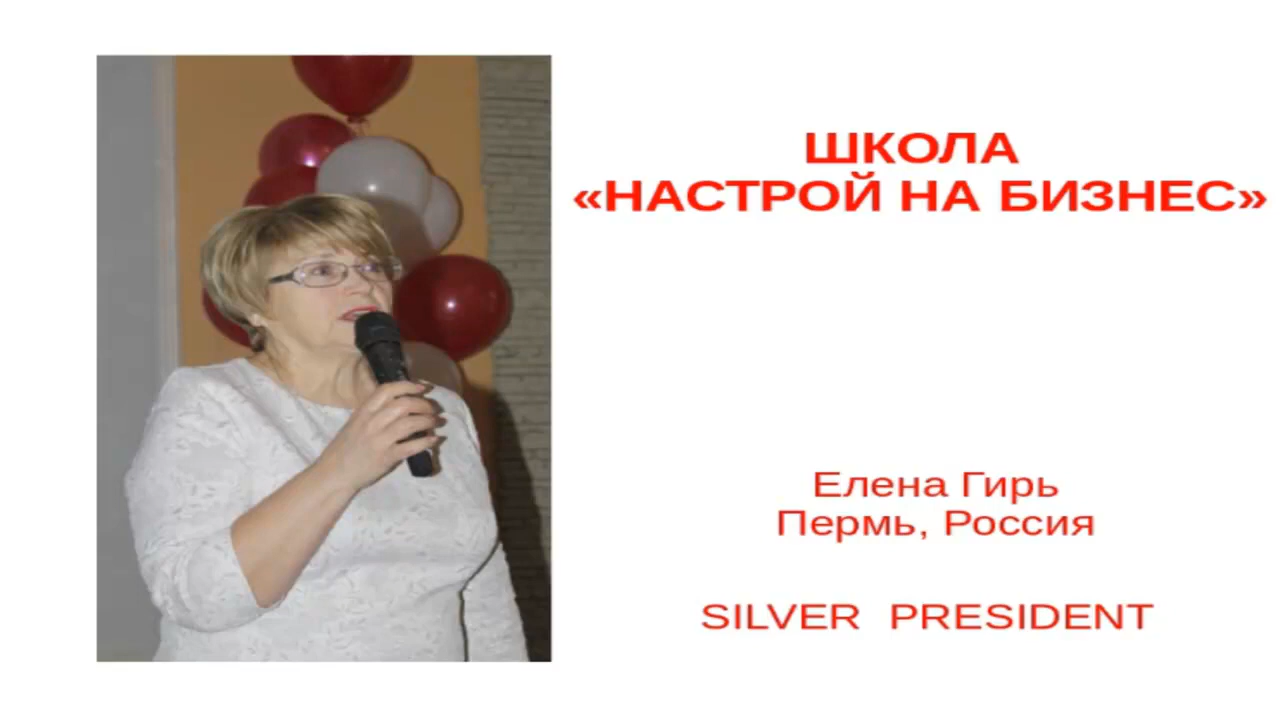 ШКОЛА
«НАСТРОЙ НА БИЗНЕС»
Елена Гирь
Пермь, Россия
SILVER PRESIDENT